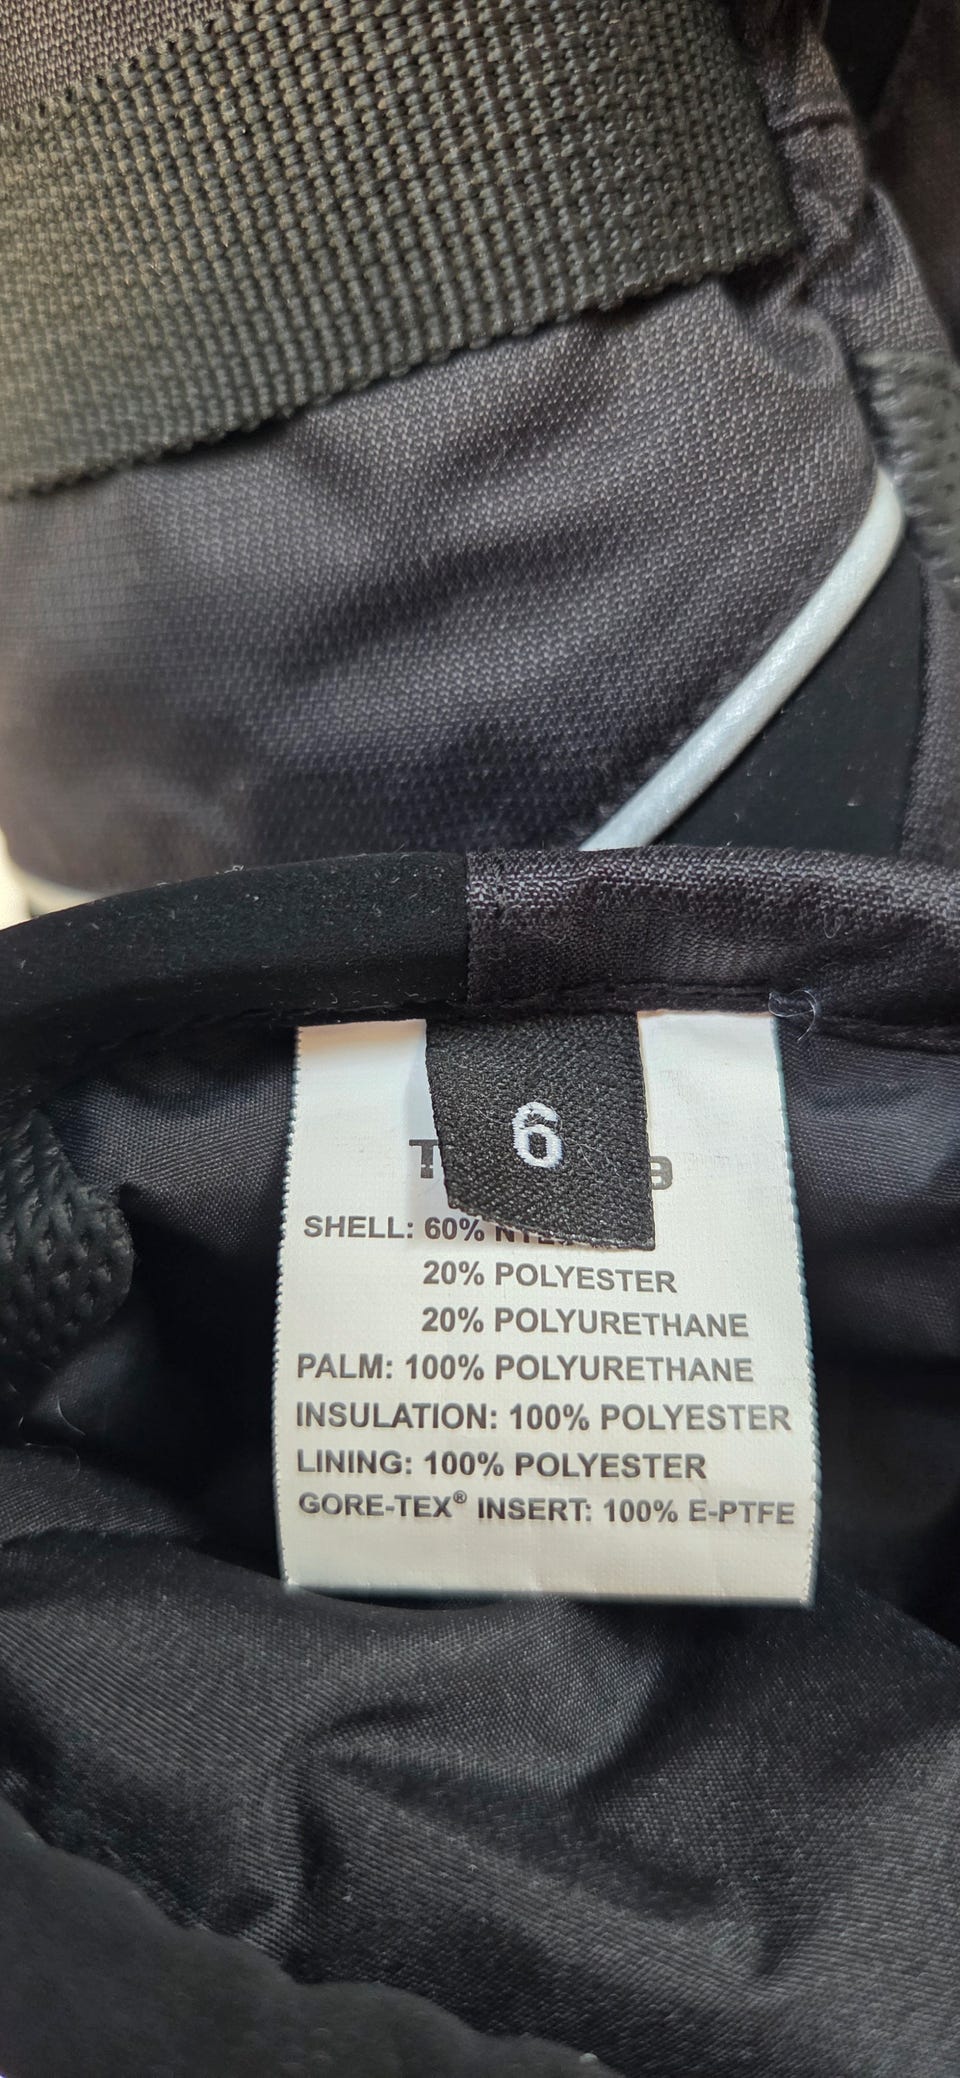 6
SHELL: 60%
20% POLYESTER
20% POLYURETHANE
PALM: 100% POLYURETHANE
INSULATION: 100% POLYESTER
LINING: 100% POLYESTER
GORE-TEX® INSERT: 100% E-PTFE